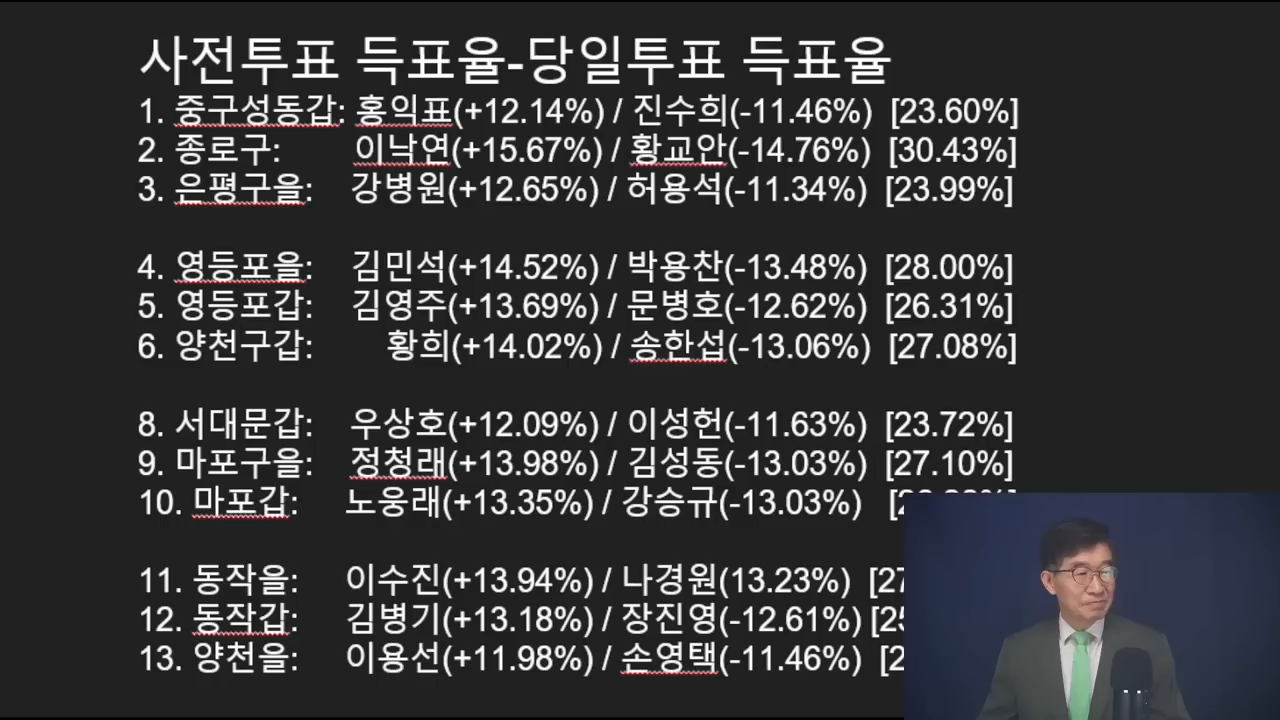 사전투표 득표율-당일투표 득표율
1. 중구성동갑: 홍익표(+12.14%) / 진수희(-11.46%) [23.60%]
2. 종로구: 이낙연(+15.67%) / 황교안(-14.76%) [30.43%]
3. 은평구을: 강병원(+12.65%) / 허용석(-11.34%) [23.99%]
4. 영등포을: 김민석(+14.52%) / 박용찬(-13.48%) [28.00%]
5. 영등포갑: 김영주(+13.69%) / 문병호(-12.62%) [26.31%]
6. 양천구갑: 황희(+14.02%) / 송한섭(-13.06%) [27.08%]
8. 서대문갑: 우상호(+12.09%) / 이성헌(-11.63%) [23.72%]
9. 마포구을: 정청래(+13.98%) / 김성동(-13.03%) [27.10%]
10. 마포갑: 노웅래(+13.35%) / 강승규(-13.03%)
11. 동작을: 이수진(+13.94%) / 나경원(13.23%) [27
12. 동작갑: 김병기(+13.18%) / 장진영(-12.61%) [25
13. 양천을: 이용선(+11.98%) / 손영택(-11.46%) [2